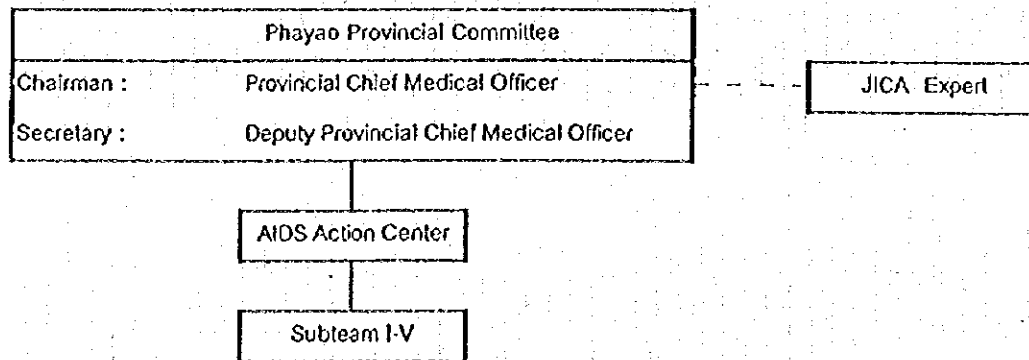 Phayao Provincial Committee
Chairman : Provincial Chief Medical Officer
JICA Expert
Secretary : Deputy Provincial Chief Medical Officer
AIDS Action Center
Subteam I-V